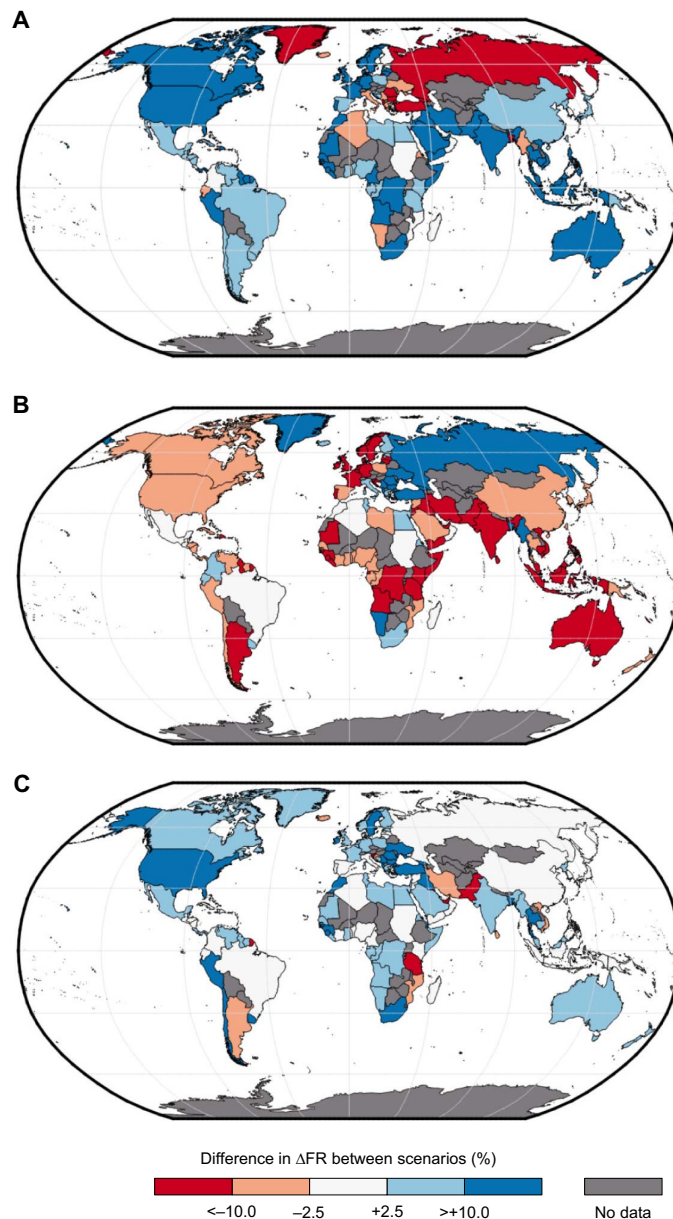 A
B
C
Difference in ΔFR between scenarios (%)
<–10.0 –2.5 +2.5 >+10.0 No data